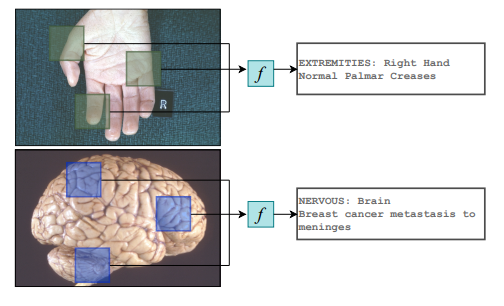 R
f
EXTREMITIES: Right Hand
Normal Palmar Creases
f
NERVOUS: Brain
Breast cancer metastasis to
meninges